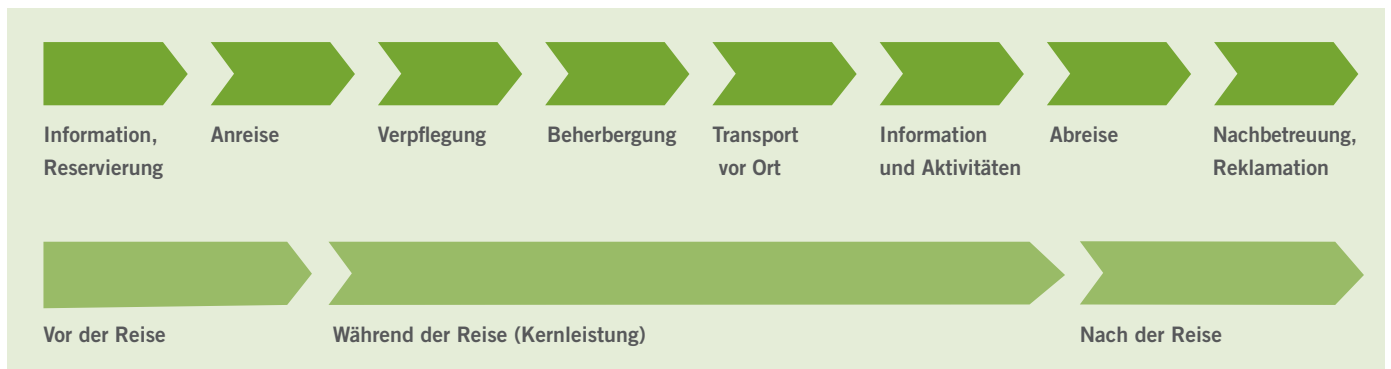 Information, Anreise Verpflegung Beherbergung Transport Information Abreise Nachbetreuung,
Reservierung vor Ort und Aktivitäten Reklamation
Vor der Reise Während der Reise (Kernleistung) Nach der Reise